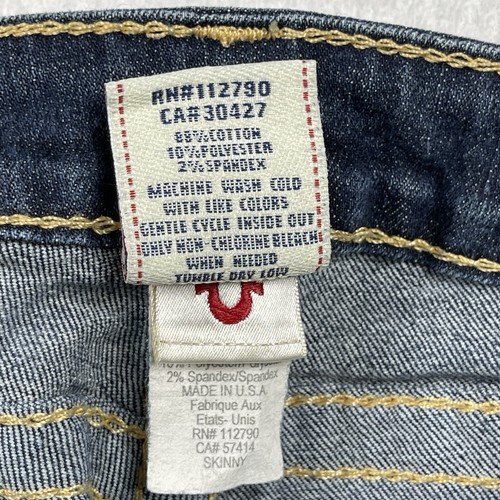 RN#112790
CA#30427
88%COTTON
10%POLYESTER
2%SPANDEX
MACHINE WASH COLD
WITH LIKE COLORS
GENTLE CYCLE INSIDE OUT
ONLY NON-CHLORINE BLEACH
WHEN NEEDED
TUMBLE DRY LOW
2% Spandex/Spandex
MADE IN U.S.A
Fabrique Aux
Etats- Unis
RN# 112790
CA# 57414
SKINNY